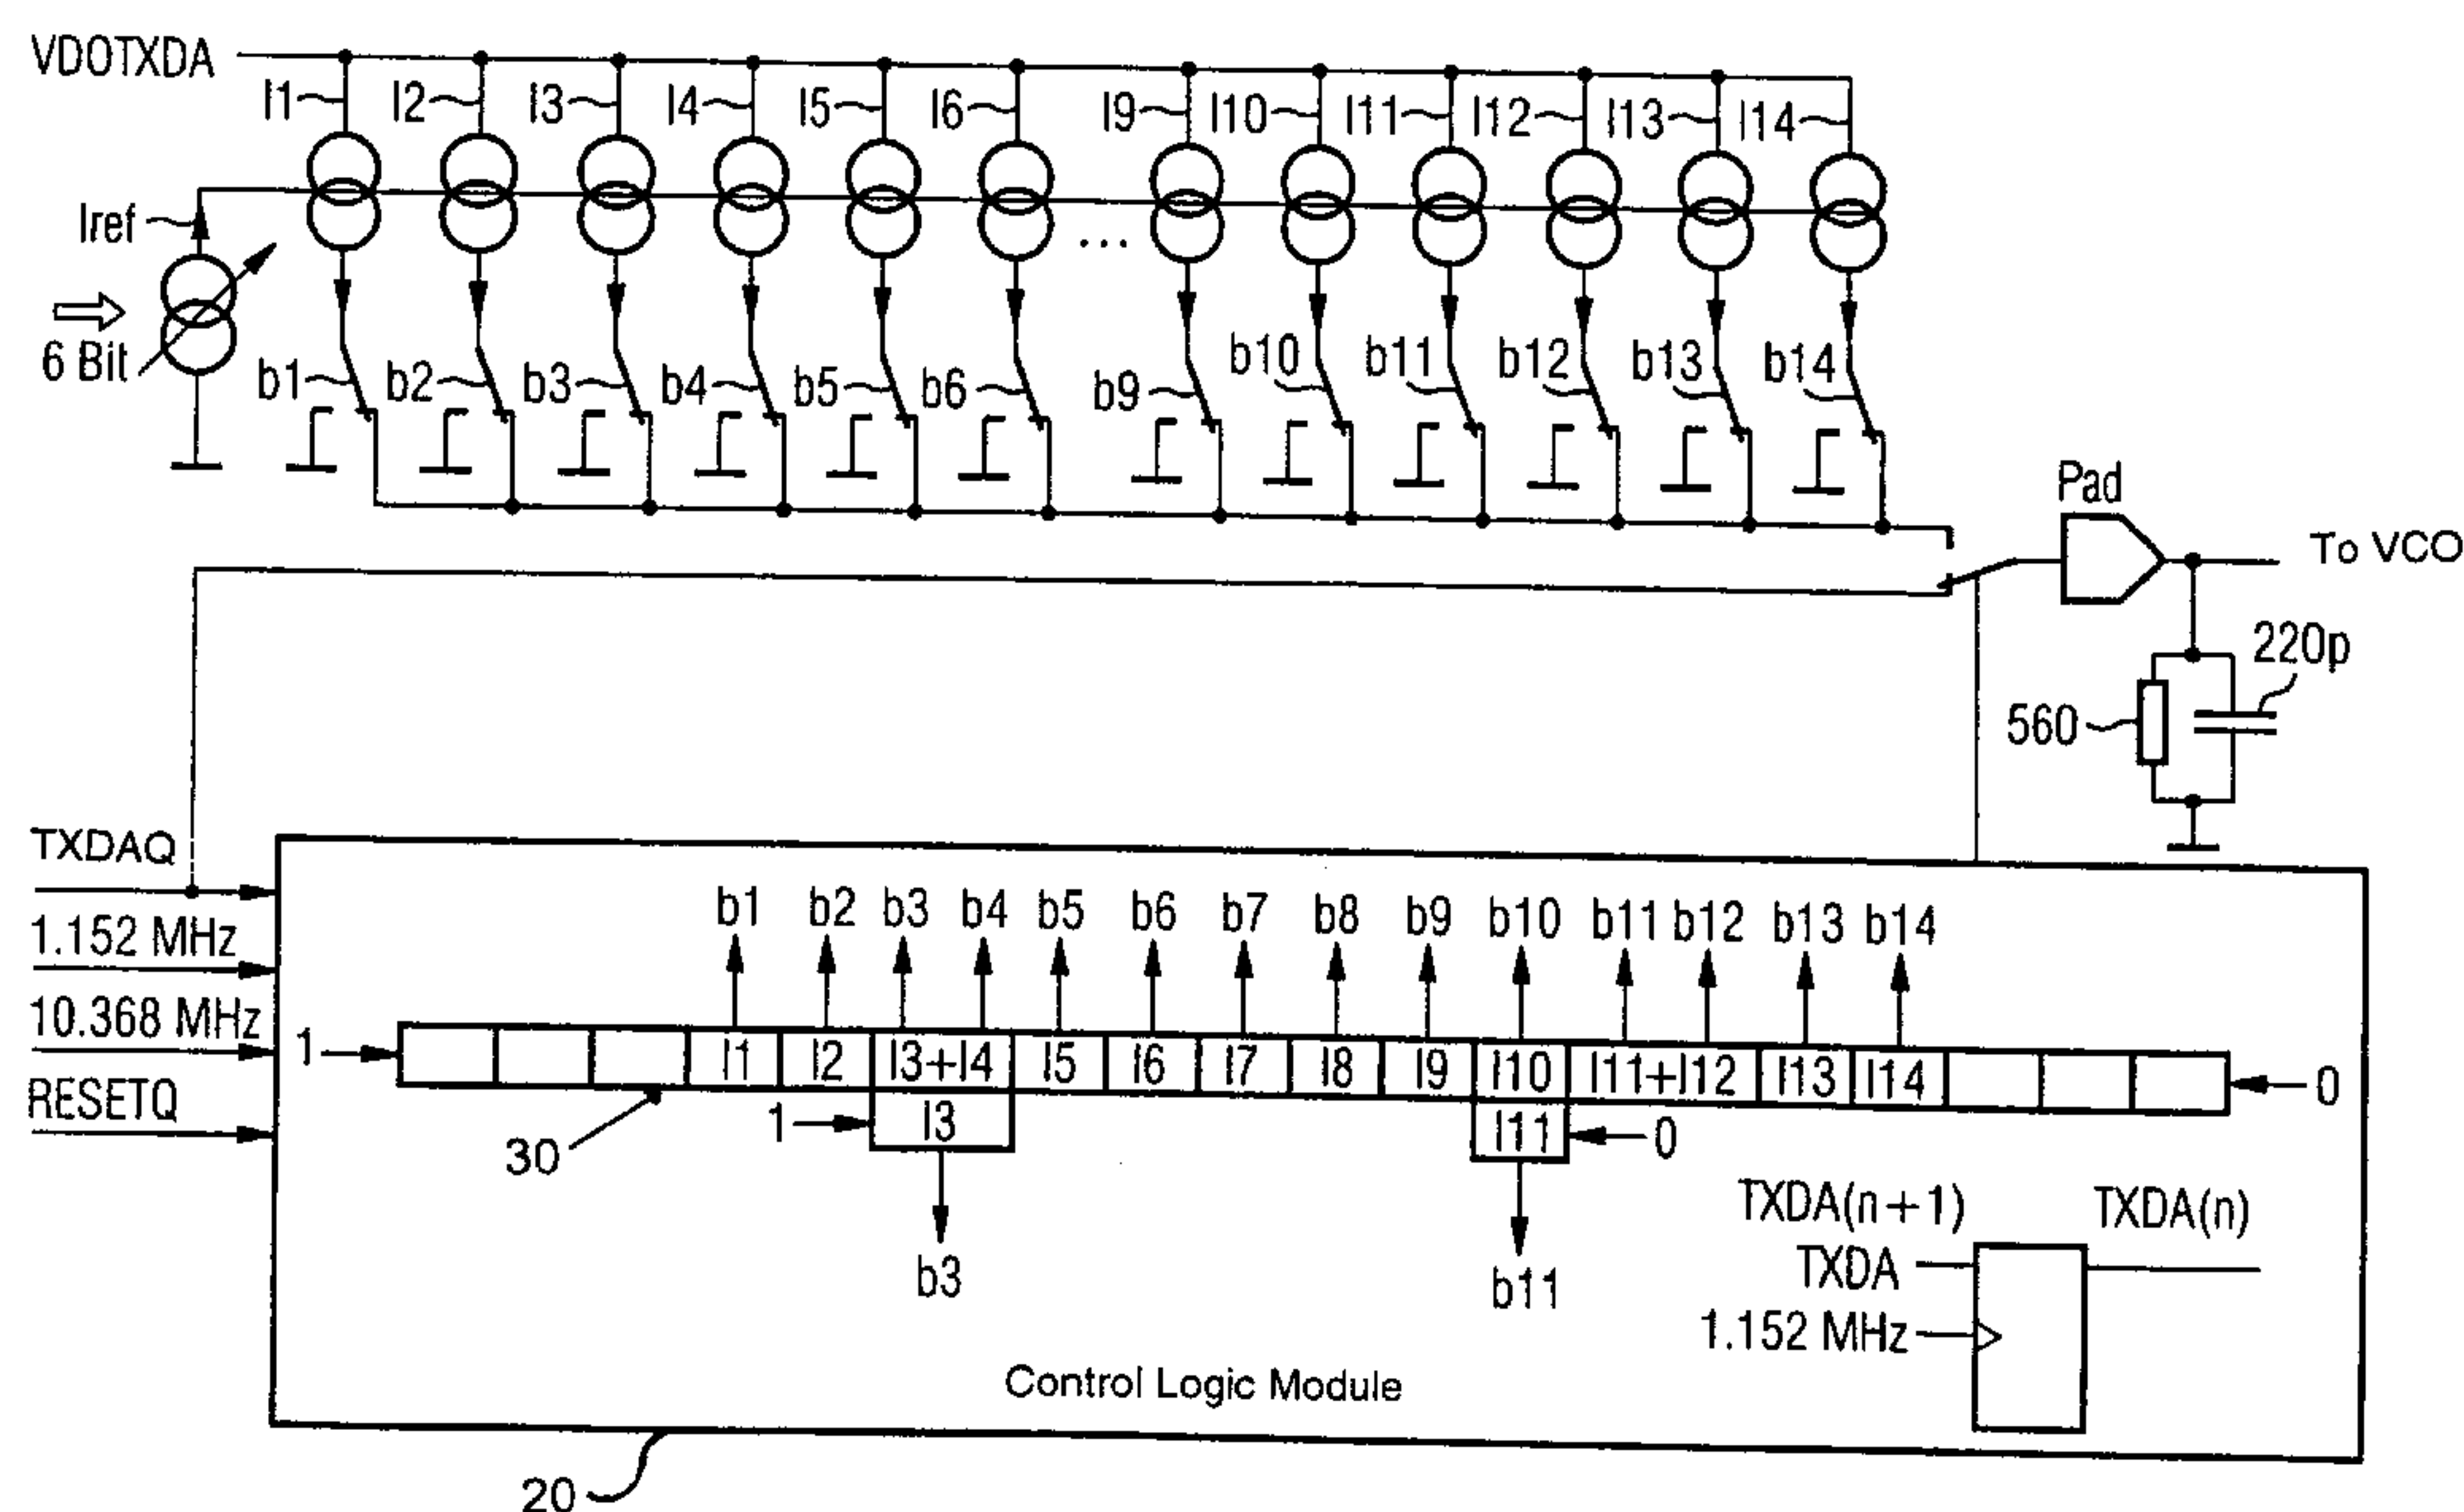 VDOTXDA
I1 I2 I3 I4 I5 I6 I9 I10 I11 I12 I13 I14
Iref
...
6 Bit
b1 b2 b3 b4 b5 b6 b9 b10 b11 b12 b13 b14
Pad
To VCO
220p
560
TXDAQ
1.152 MHz
10.368 MHz
RESETQ
b1 b2 b3 b4 b5 b6 b7 b8 b9 b10 b11 b12 b13 b14
1 I1 I2 I3+I4 I5 I6 I7 I8 I9 I10 I11+I12 I13 I14 0
1 I3 I11 0
30
b3 b11
TXDA(n+1) TXDA(n)
TXDA
1.152 MHz
Control Logic Module
20